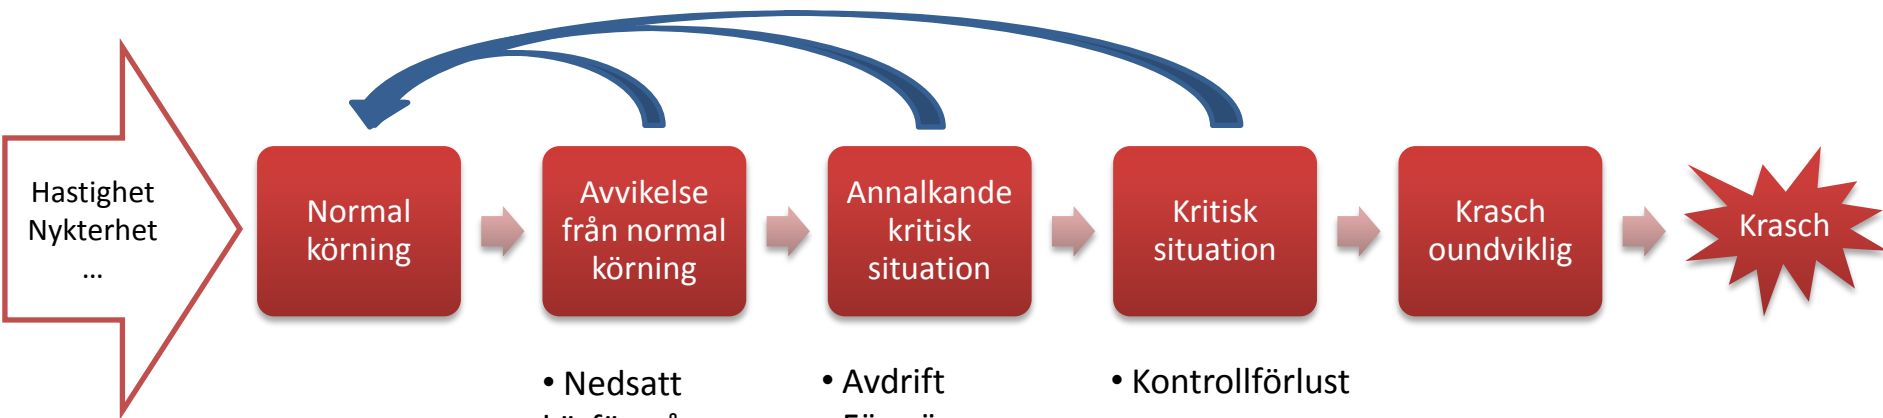 Hastighet
Nykterhet
...
Normal
körning
Avvikelse
från normal
körning
Annalkande
kritisk
situation
Kritisk
situation
Krasch
oundviklig
Krasch
• Nedsatt
• Avdrift
• Kontrollförlust